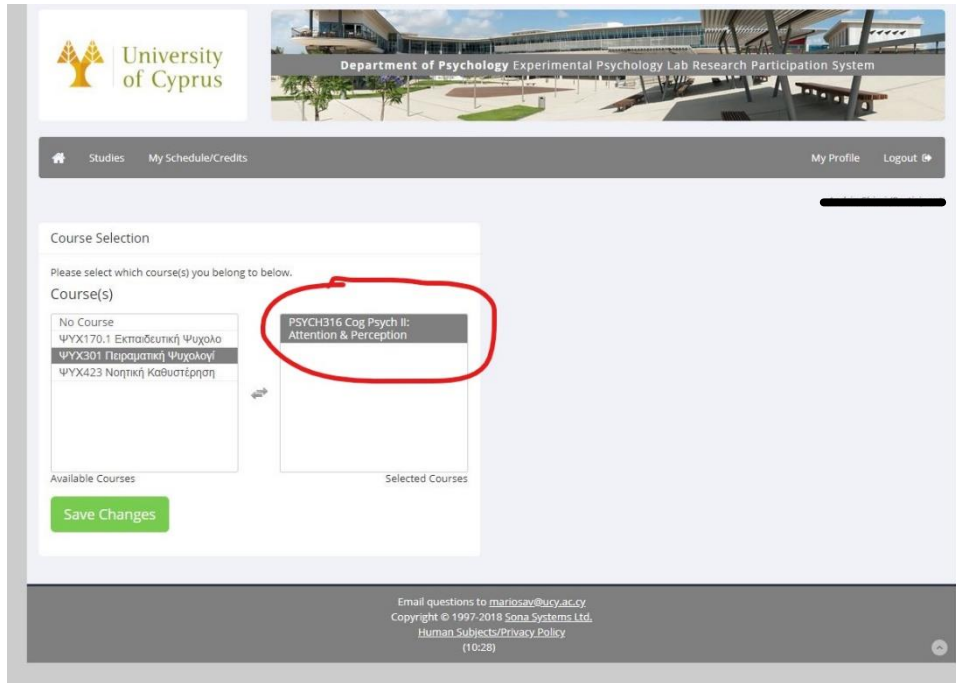 University
of Cyprus
Department of Psychology Experimental Psychology Lab Research Participation System
Studies My Schedule/Credits My Profile Logout
Course Selection
Please select which course(s) you belong to below.
Course(s)
No Course
ΨΥΧ170.1 Εκπαιδευτική Ψυχολο
ΨΥΧ301 Πειραματική Ψυχολογί
ΨΥΧ423 Νοητική Καθυστέρηση
PSYCH316 Cog Psych II:
Attention & Perception
Available Courses Selected Courses
Save Changes
Email questions to mariosav@ucy.ac.cy
Copyright © 1997-2018 Sona Systems Ltd.
Human Subjects/Privacy Policy
(10:28)